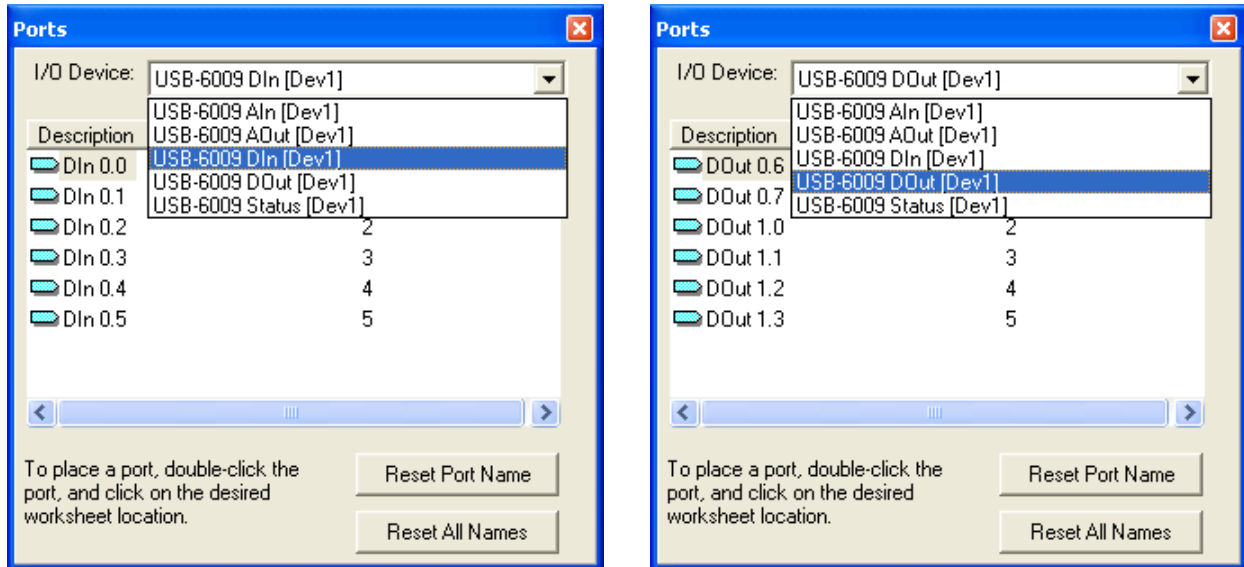 Ports
I/O Device: USB-6009 DIn [Dev1]
USB-6009 AIn [Dev1]
USB-6009 AOut [Dev1]
USB-6009 DIn [Dev1]
USB-6009 DOut [Dev1]
USB-6009 Status [Dev1]
Description
DIn 0.0
DIn 0.1
DIn 0.2 2
DIn 0.3 3
DIn 0.4 4
DIn 0.5 5
To place a port, double-click the
port, and click on the desired
worksheet location.
Reset Port Name
Reset All Names
Ports
I/O Device: USB-6009 DOut [Dev1]
USB-6009 AIn [Dev1]
USB-6009 AOut [Dev1]
USB-6009 DIn [Dev1]
USB-6009 DOut [Dev1]
USB-6009 Status [Dev1]
Description
DOut 0.6
DOut 0.7
DOut 1.0 2
DOut 1.1 3
DOut 1.2 4
DOut 1.3 5
To place a port, double-click the
port, and click on the desired
worksheet location.
Reset Port Name
Reset All Names